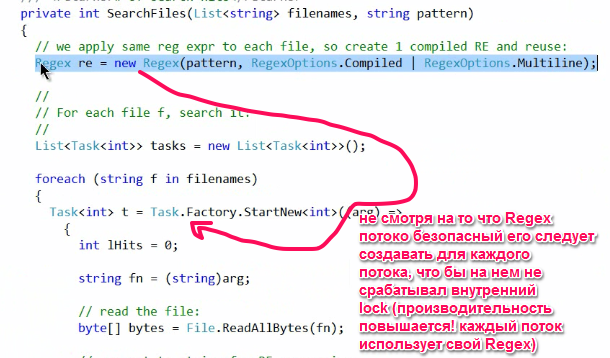 private int SearchFiles(List<string> filenames, string pattern)
{
// we apply same reg expr to each file, so create 1 compiled RE and reuse:
Regex re = new Regex(pattern, RegexOptions.Compiled | RegexOptions.Multiline);
//
// For each file f, search it:
//
List<Task<int>> tasks = new List<Task<int>>();
foreach (string f in filenames)
{
Task<int> t = Task.Factory.StartNew<int>((arg) =>
{
int lHits = 0;
string fn = (string)arg;
// read the file:
byte[] bytes = File.ReadAllBytes(fn);
не смотря на то что Regex
потоко безопасный его следует
создавать для каждого
потока, что бы на нем не
срабатывал внутренний
lock (производительность
повышается! каждый поток
использует свой Regex)